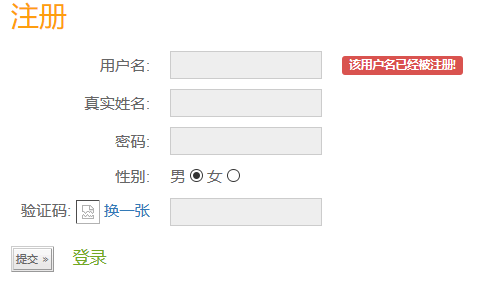 注册
用户名: 该用户名已经被注册!
真实姓名:
密码:
性别: 男 女
验证码: 换一张
提交 » 登录